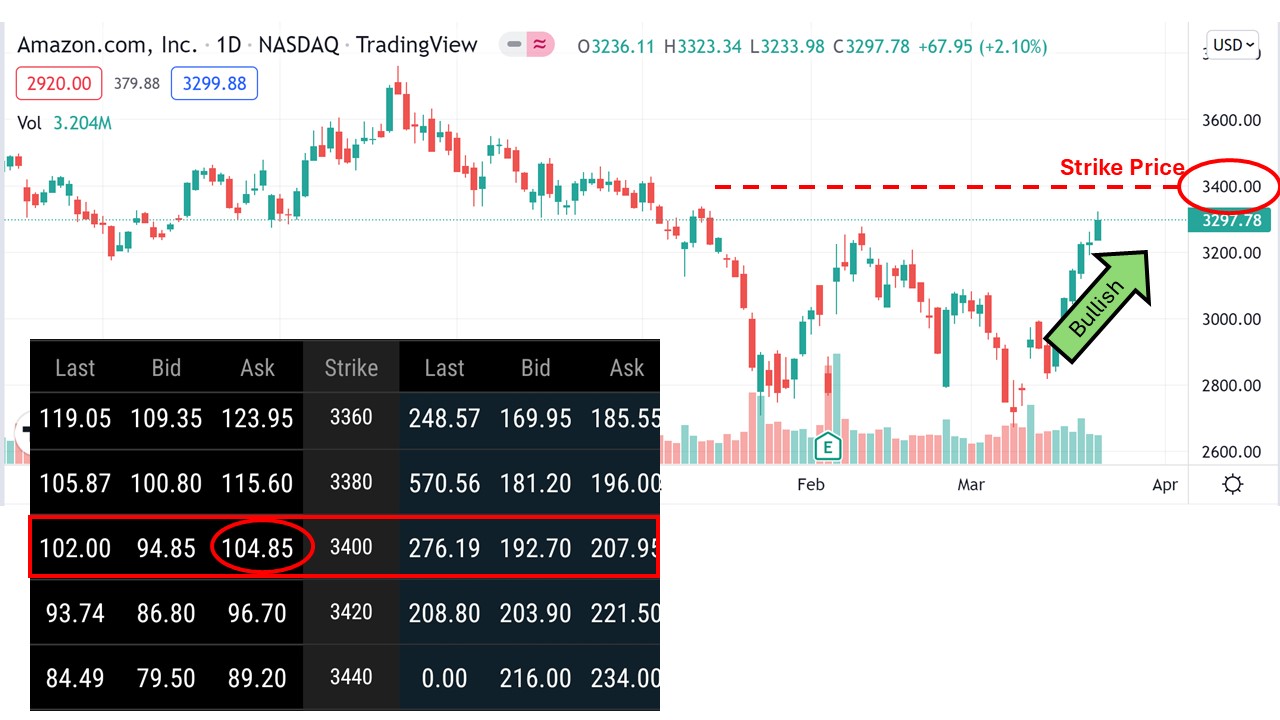 Amazon.com, Inc. · 1D · NASDAQ · TradingView O3236.11 H3323.34 L3233.98 C3297.78 +67.95 (+2.10%)
USD
2920.00 379.88 3299.88
Vol 3.204M
3600.00
Strike Price
3400.00
3297.78
3200.00
Bullish
3000.00
2800.00
2600.00
E
Feb Mar Apr
Last Bid Ask Strike Last Bid Ask
119.05 109.35 123.95 3360 248.57 169.95 185.55
105.87 100.80 115.60 3380 570.56 181.20 196.00
102.00 94.85 104.85 3400 276.19 192.70 207.95
93.74 86.80 96.70 3420 208.80 203.90 221.50
84.49 79.50 89.20 3440 0.00 216.00 234.00